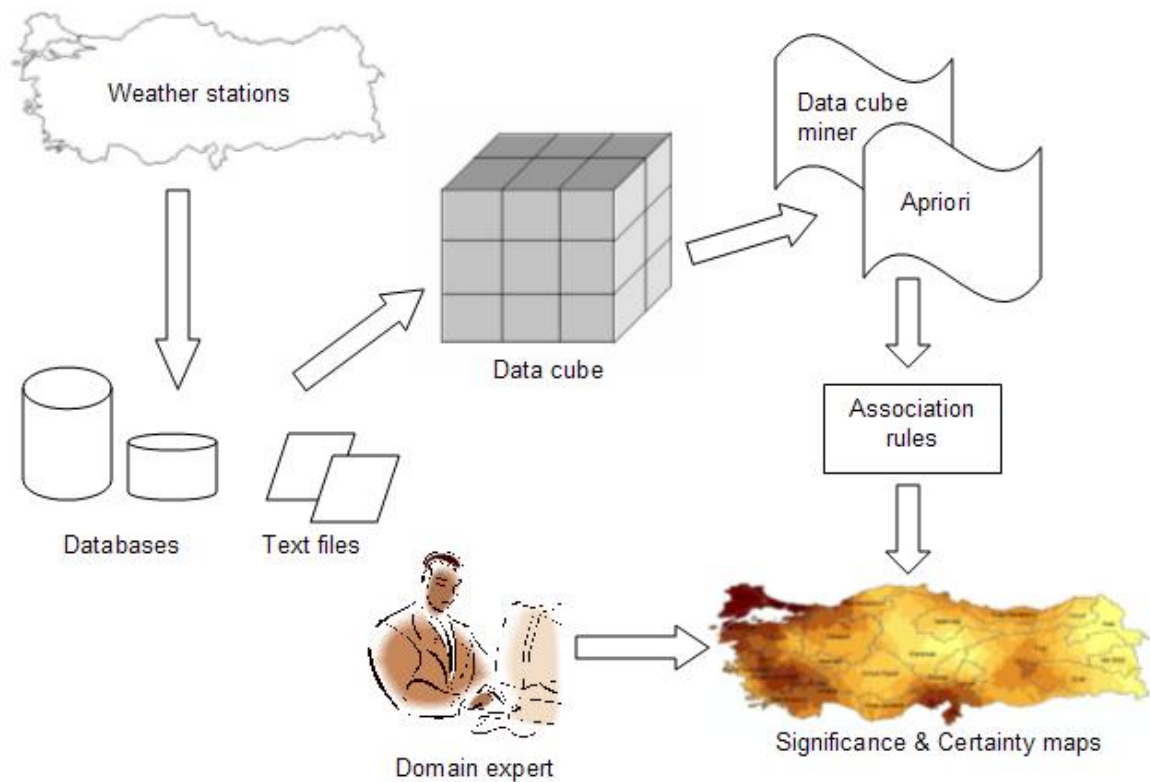 Weather stations
Data cube
miner
Apriori
Data cube
Association
rules
Databases
Text files
Domain expert
Significance & Certainty maps